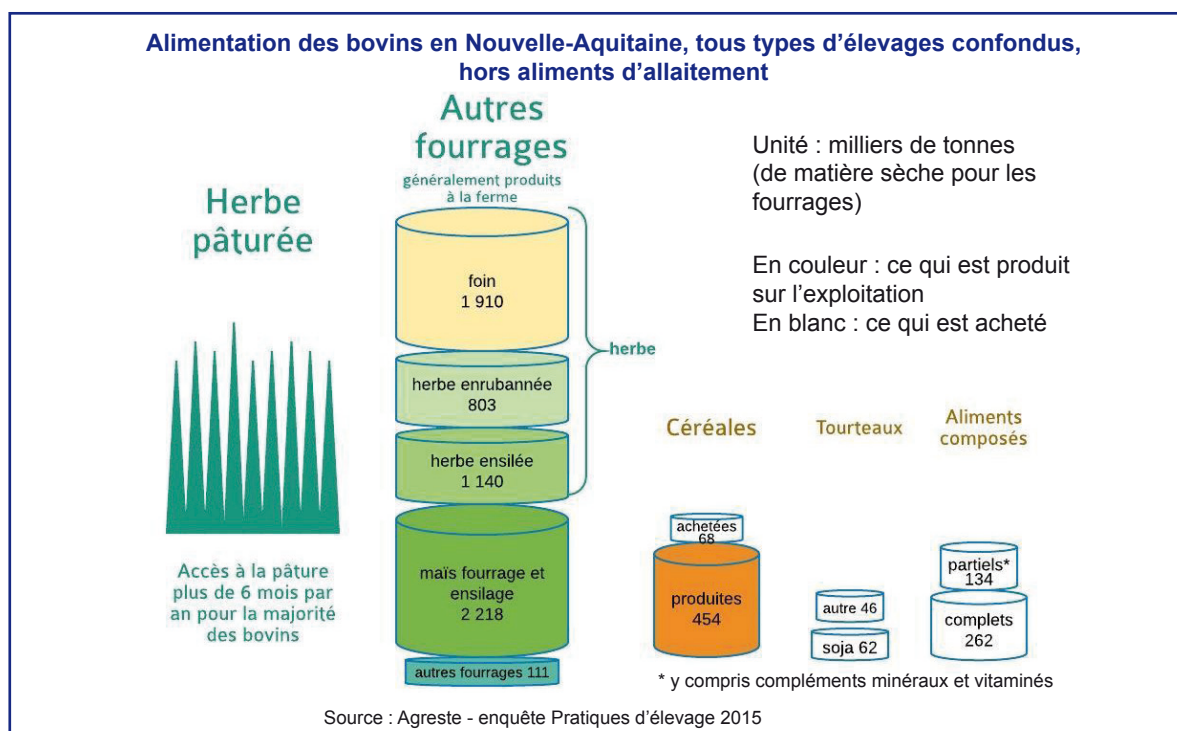 Alimentation des bovins en Nouvelle-Aquitaine, tous types d'élevages confondus,
hors aliments d'allaitement
Autres
fourrages
généralement produits
à la ferme
Herbe
pâturée
Unité : milliers de tonnes
(de matière sèche pour les
fourrages)
En couleur : ce qui est produit
sur l'exploitation
En blanc : ce qui est acheté
foin
1 910
herbe
herbe enrubannée
803
herbe ensilée
1 140
maïs fourrage et
ensilage
2 218
autres fourrages 111
Accès à la pâture
plus de 6 mois par
an pour la majorité
des bovins
Céréales
achetées
68
produites
454
Tourteaux
autre 46
soja 62
Aliments
composés
partiels*
134
complets
262
* y compris compléments minéraux et vitaminés
Source : Agreste - enquête Pratiques d'élevage 2015